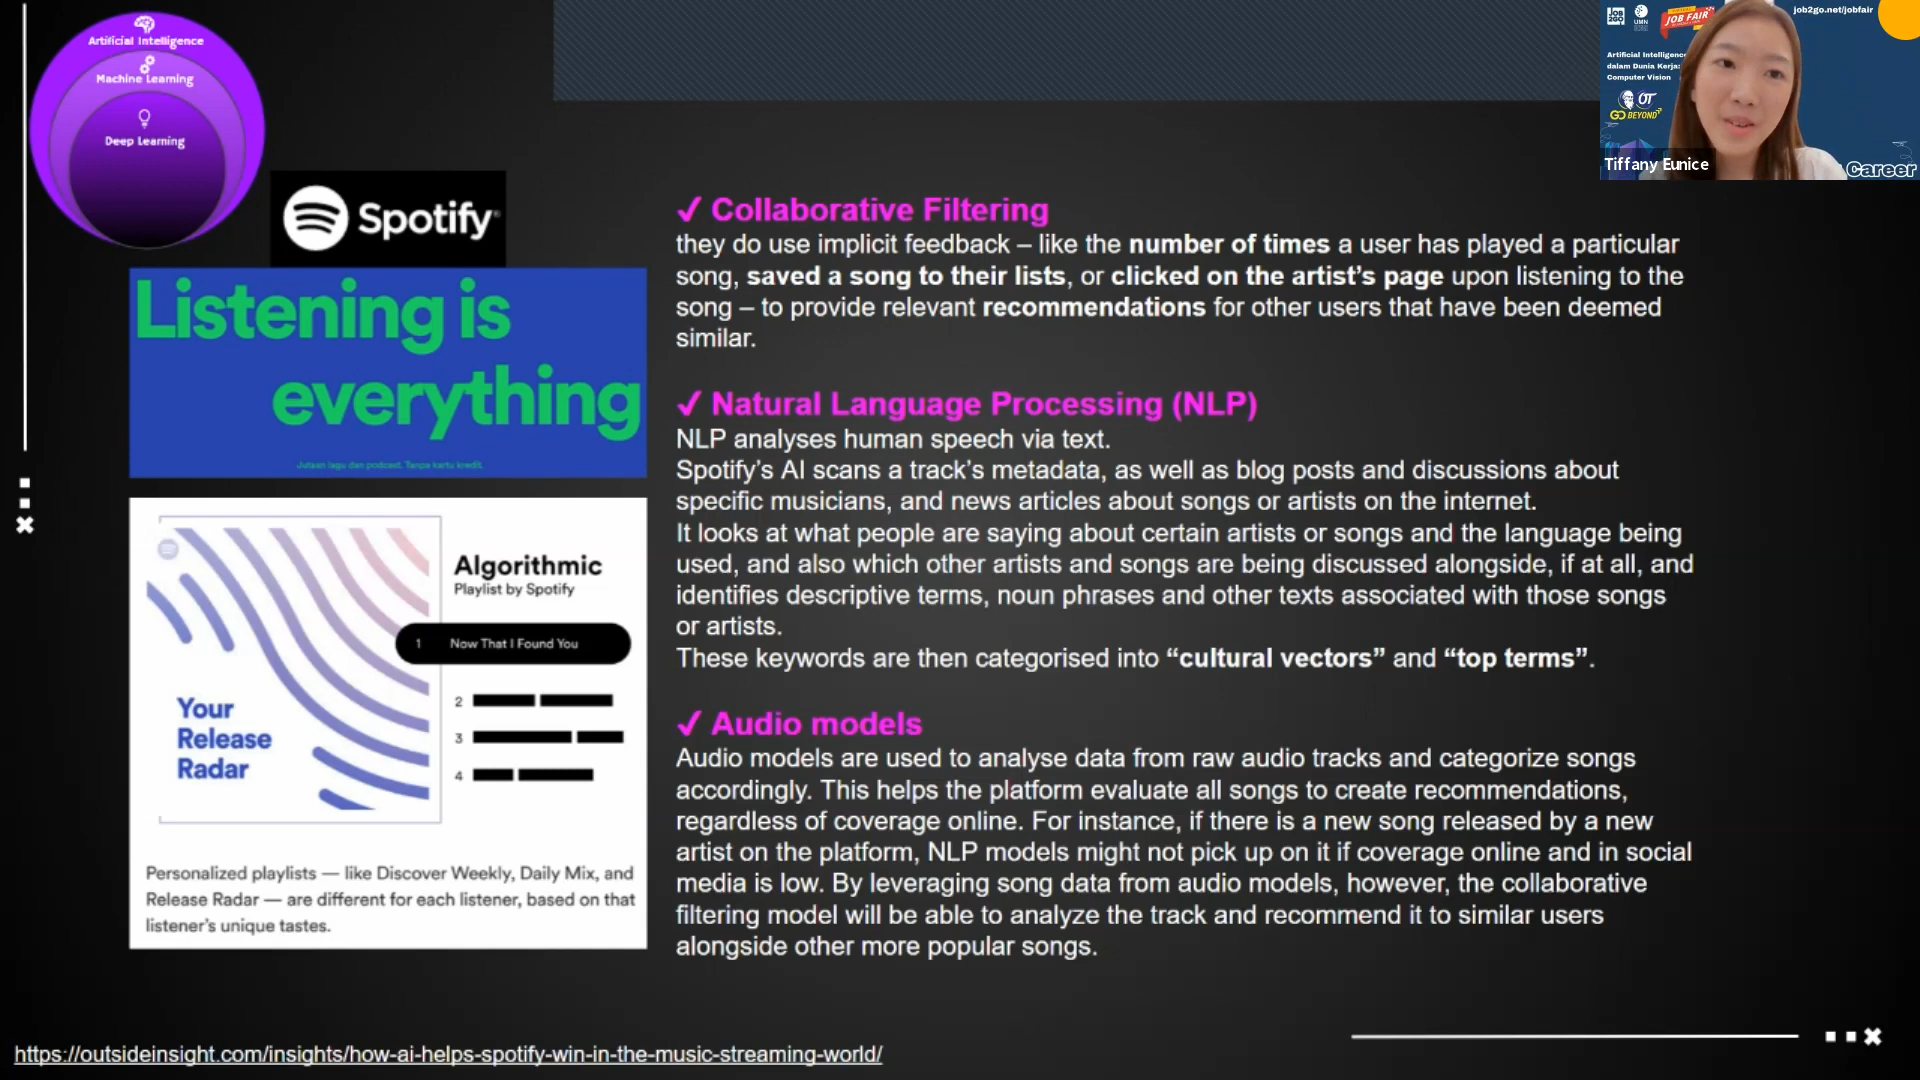 Artificial Intelligence
Machine Learning
Deep Learning
Spotify
Listening is
everything
Jutaan lagu dan podcast. Tanpa kartu kredit.
Algorithmic
Playlist by Spotify
1 Now That I Found You
2
3
4
Your
Release
Radar
Personalized playlists — like Discover Weekly, Daily Mix, and
Release Radar — are different for each listener, based on that
listener's unique tastes.
✓ Collaborative Filtering
they do use implicit feedback – like the number of times a user has played a particular
song, saved a song to their lists, or clicked on the artist's page upon listening to the
song – to provide relevant recommendations for other users that have been deemed
similar.
✓ Natural Language Processing (NLP)
NLP analyses human speech via text.
Spotify's AI scans a track's metadata, as well as blog posts and discussions about
specific musicians, and news articles about songs or artists on the internet.
It looks at what people are saying about certain artists or songs and the language being
used, and also which other artists and songs are being discussed alongside, if at all, and
identifies descriptive terms, noun phrases and other texts associated with those songs
or artists.
These keywords are then categorised into “cultural vectors” and “top terms”.
✓ Audio models
Audio models are used to analyse data from raw audio tracks and categorize songs
accordingly. This helps the platform evaluate all songs to create recommendations,
regardless of coverage online. For instance, if there is a new song released by a new
artist on the platform, NLP models might not pick up on it if coverage online and in social
media is low. By leveraging song data from audio models, however, the collaborative
filtering model will be able to analyze the track and recommend it to similar users
alongside other more popular songs.
https://outsideinsight.com/insights/how-ai-helps-spotify-win-in-the-music-streaming-world/
JOB2GO
UMN
JOB FAIR
job2go.net/jobfair
Artificial Intelligence
dalam Dunia Kerja:
Computer Vision
OT
GO BEYOND
Tiffany Eunice
Career